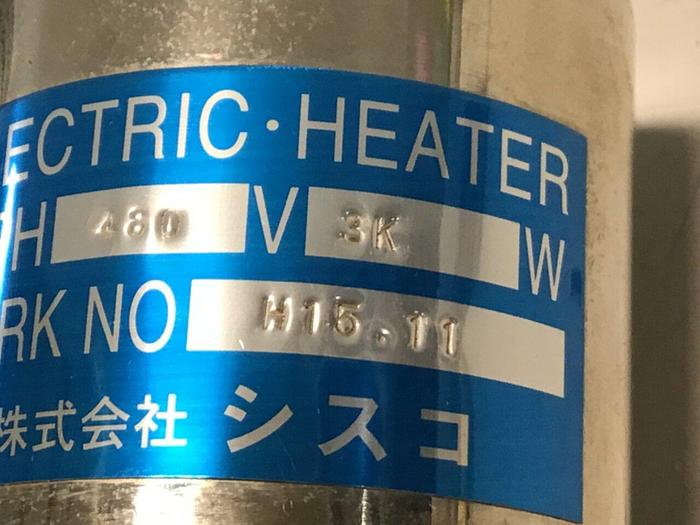 ECTRIC・HEATER
H 480 V 3K W
RK NO H15.11
株式会社 シスコ